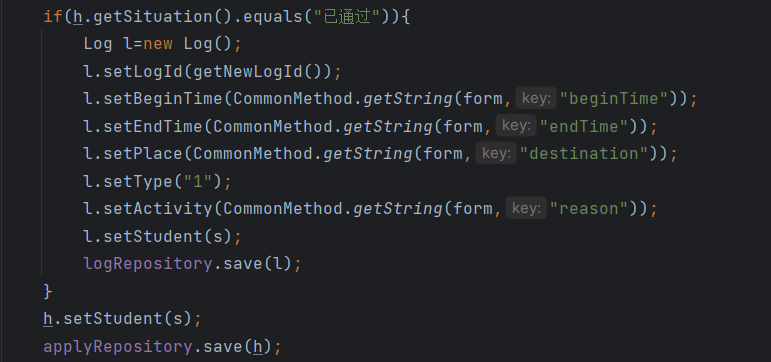 if(h.getSituation().equals("已通过")){
Log l=new Log();
l.setLogId(getNewLogId());
l.setBeginTime(CommonMethod.getString(form, key: "beginTime"));
l.setEndTime(CommonMethod.getString(form, key: "endTime"));
l.setPlace(CommonMethod.getString(form, key: "destination"));
l.setType("1");
l.setActivity(CommonMethod.getString(form, key: "reason"));
l.setStudent(s);
logRepository.save(l);
}
h.setStudent(s);
applyRepository.save(h);